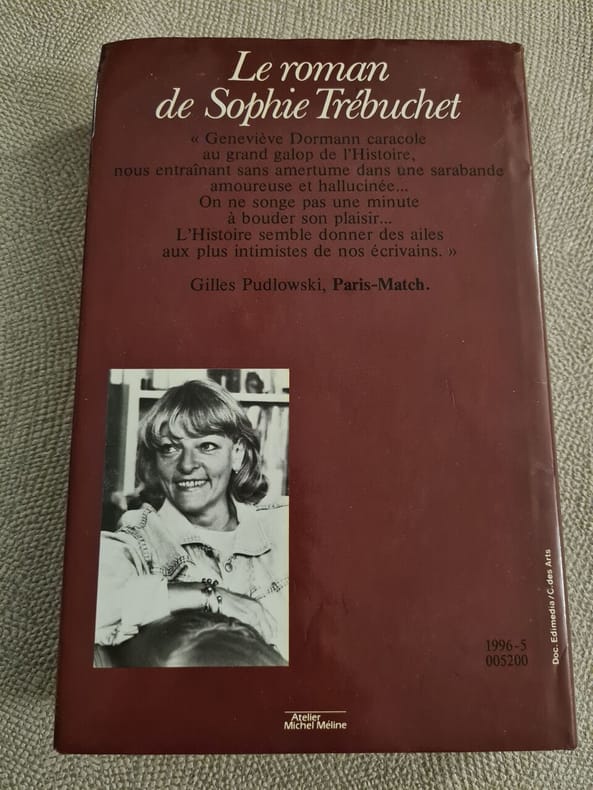 Le roman
de Sophie Trébuchet
« Geneviève Dormann caracole
au grand galop de l'Histoire,
nous entraînant sans amertume dans une sarabande
amoureuse et hallucinée...
On ne songe pas une minute
à bouder son plaisir...
L'Histoire semble donner des ailes
aux plus intimistes de nos écrivains. »
Gilles Pudlowski, Paris-Match.
Doc. Edimedia / C. des Arts
1996-5
005200
Atelier
Michel Méline